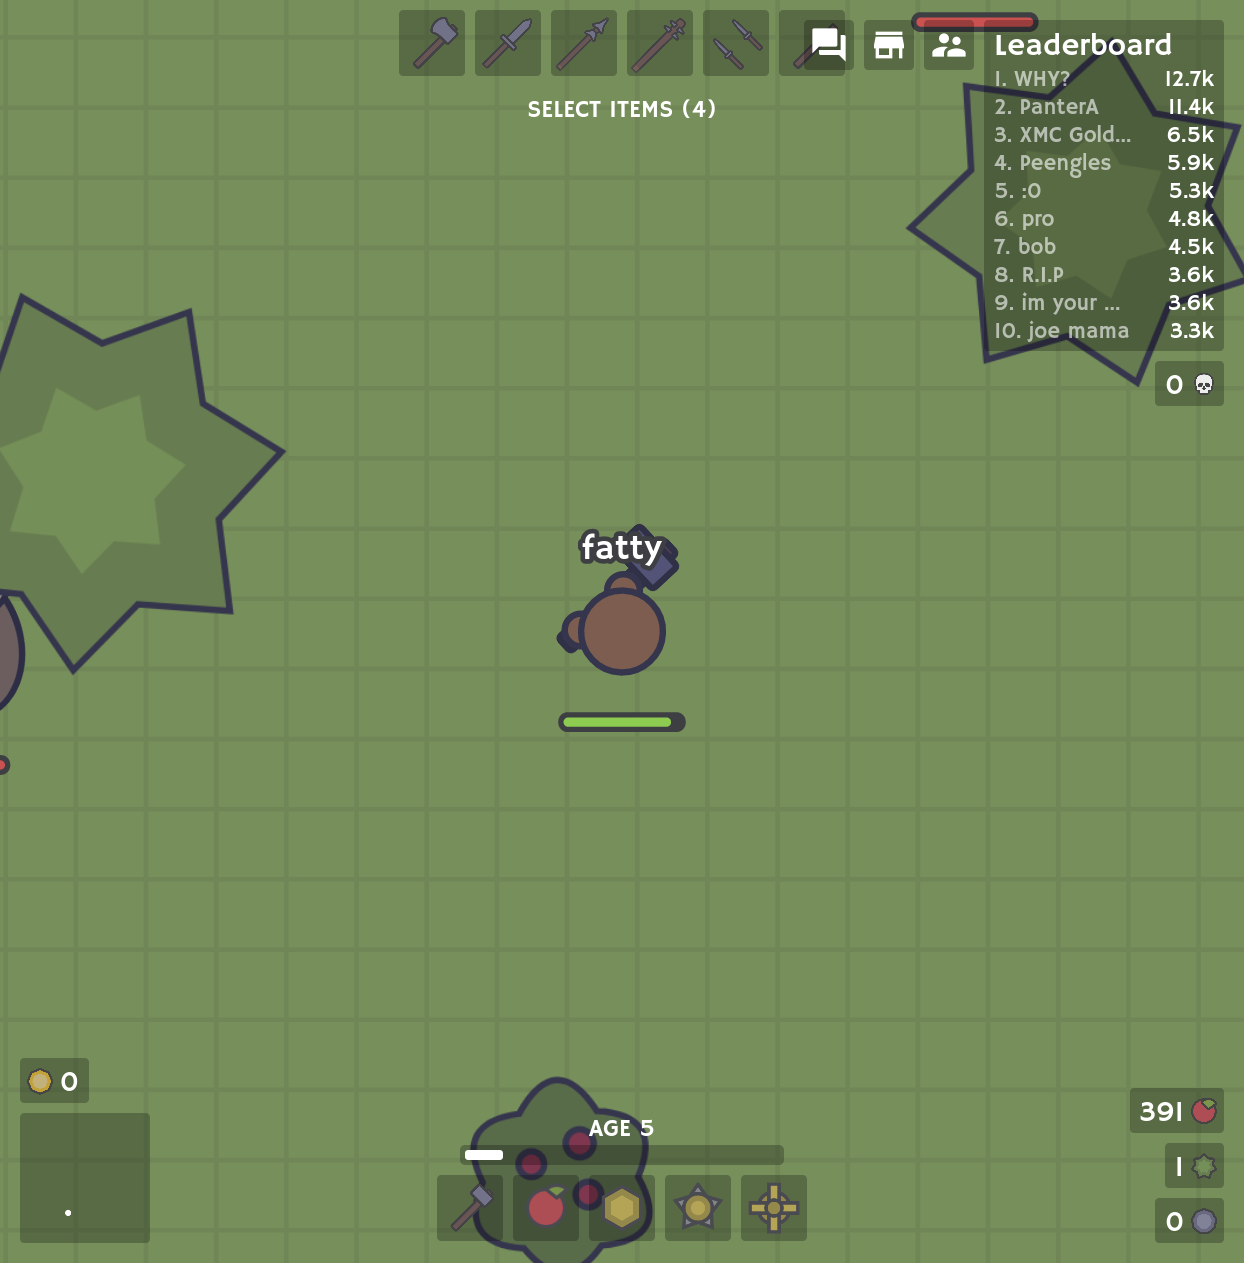 SELECT ITEMS (4)
Leaderboard
1. WHY? 12.7k
2. PanterA 11.4k
3. XMC Gold... 6.5k
4. Peengles 5.9k
5. :0 5.3k
6. pro 4.8k
7. bob 4.5k
8. R.I.P 3.6k
9. im your ... 3.6k
10. joe mama 3.3k
0
fatty
0
AGE 5
391
1
0